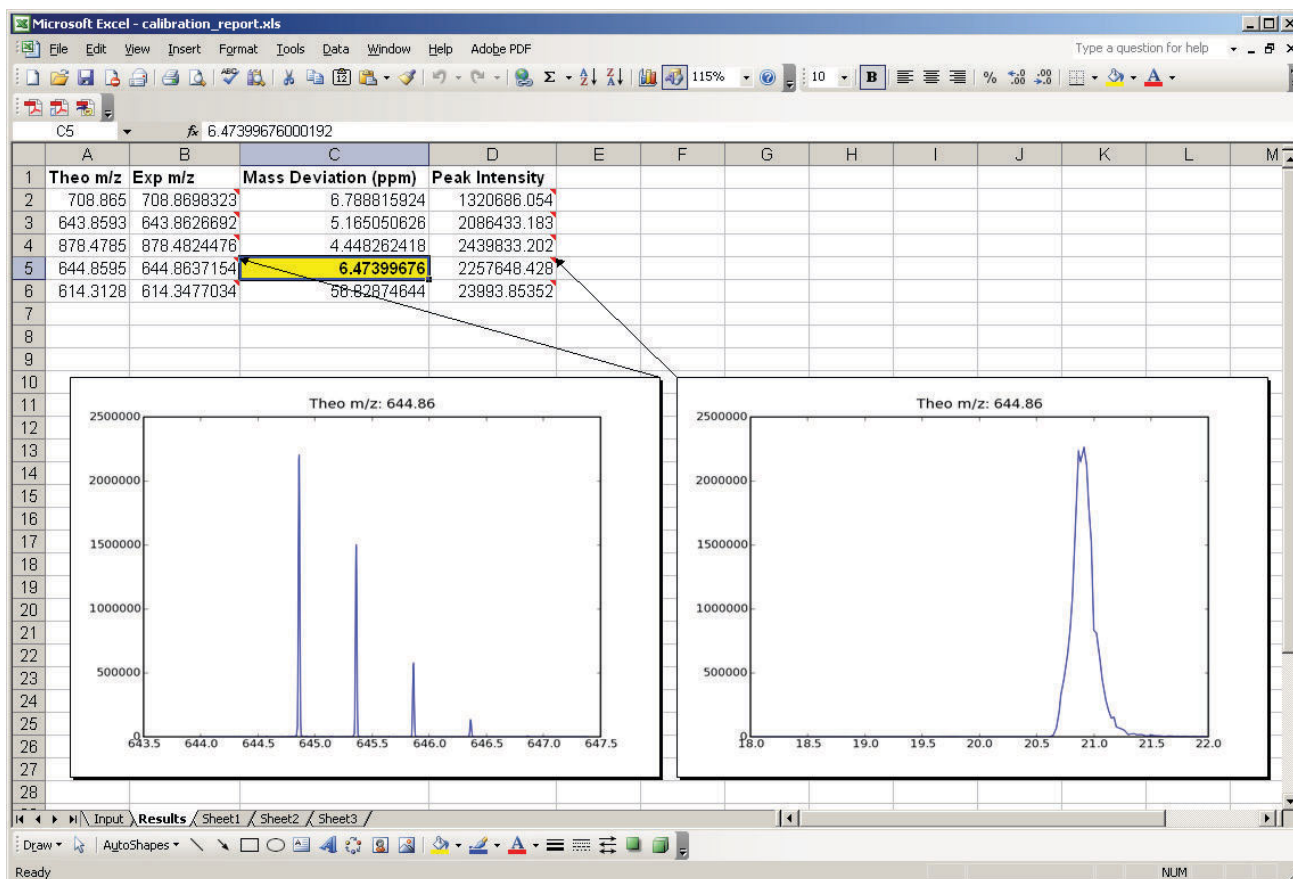 Microsoft Excel - calibration_report.xls
File Edit View Insert Format Tools Data Window Help Adobe PDF Type a question for help
115% 10 B
C5 fx 6.47399676000192
A B C D E F G H I J K L M
1 Theo m/z Exp m/z Mass Deviation (ppm) Peak Intensity
2 708.865 708.8698323 6.788815924 1320686.054
3 643.8593 643.8626692 5.165050626 2086433.183
4 878.4785 878.4824476 4.448262418 2439833.202
5 644.8595 644.8637154 6.47399676 2257648.428
6 614.3128 614.3477034 56.82874644 23993.85352
7
8
9
10
11 Theo m/z: 644.86 Theo m/z: 644.86
12 2500000 2500000
13
14 2000000 2000000
15
16
17 1500000 1500000
18
19
20 1000000 1000000
21
22
23 500000 500000
24
25
26 0 0
643.5 644.0 644.5 645.0 645.5 646.0 646.5 647.0 647.5 18.0 18.5 19.0 19.5 20.0 20.5 21.0 21.5 22.0
27
28
Input Results Sheet1 Sheet2 Sheet3
Draw AutoShapes
Ready NUM